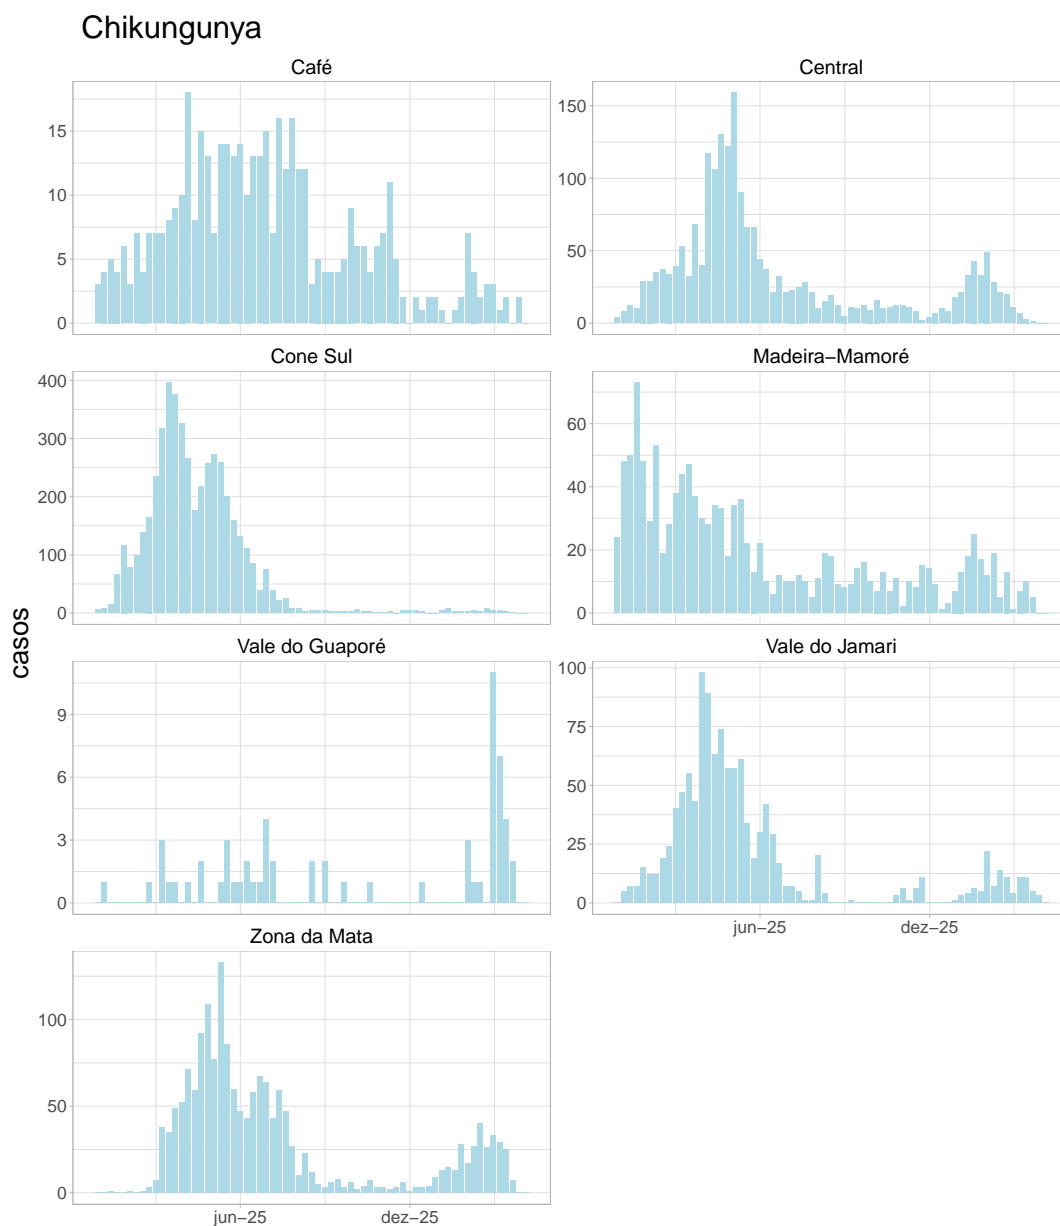 Chikungunya
Café
Central
15
10
5
0
150
100
50
0
Cone Sul
Madeira−Mamoré
400
300
200
100
0
60
40
20
0
casos
Vale do Guaporé
Vale do Jamari
9
6
3
0
100
75
50
25
0
jun−25
dez−25
Zona da Mata
100
50
0
jun−25
dez−25